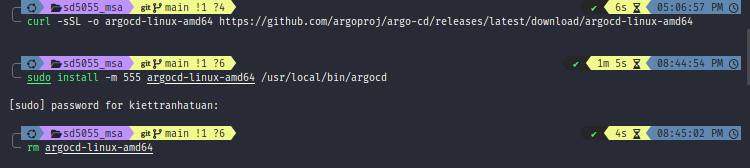 sd5055_msa git main !1 ?4 ✔ 6s 05:06:57 PM
curl -sSL -o argocd-linux-amd64 https://github.com/argoproj/argo-cd/releases/latest/download/argocd-linux-amd64
sd5055_msa git main !1 ?6 ✔ 1m 5s 08:44:54 PM
sudo install -m 555 argocd-linux-amd64 /usr/local/bin/argocd
[sudo] password for kiettranhatuan:
sd5055_msa git main !1 ?6 ✔ 4s 08:45:02 PM
rm argocd-linux-amd64